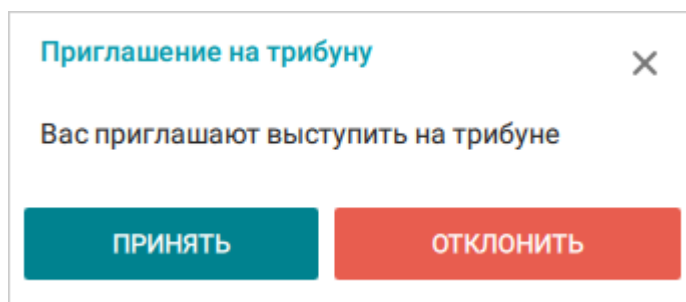 Приглашение на трибуну
Вас приглашают выступить на трибуне
ПРИНЯТЬ
ОТКЛОНИТЬ